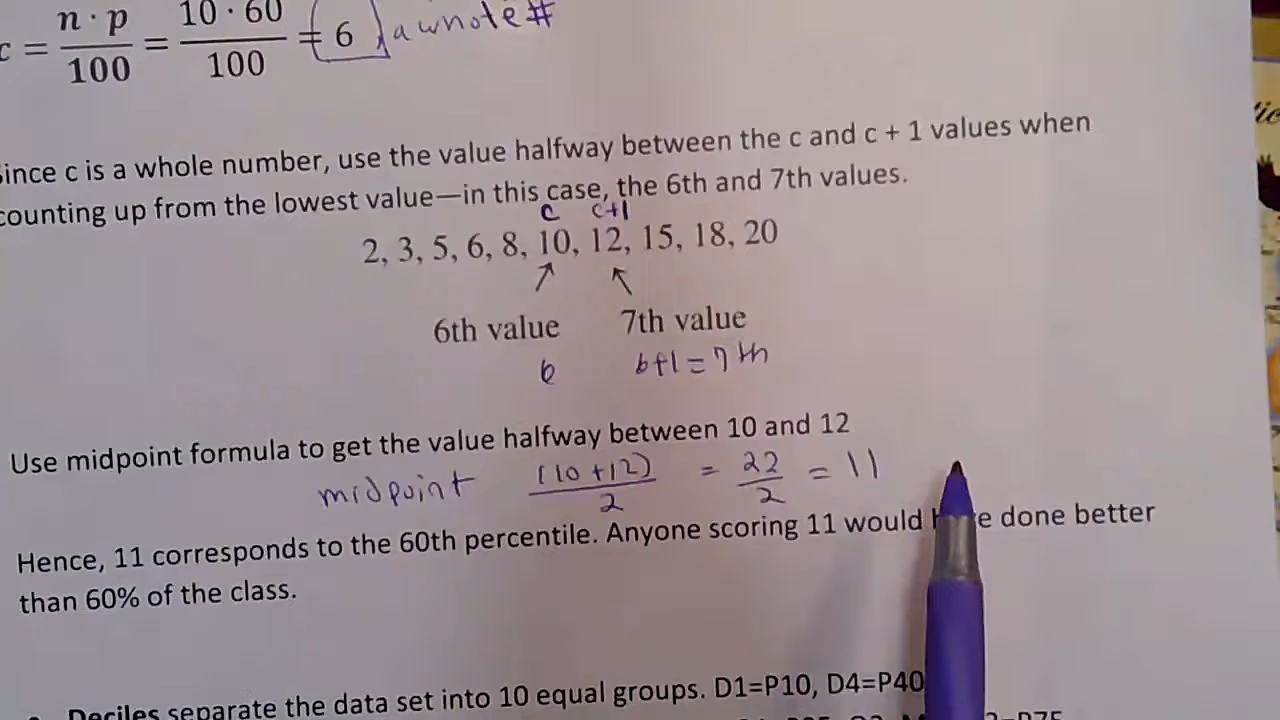 c = n · p / 100 = 10 · 60 / 100 = 6 a whole #
Since c is a whole number, use the value halfway between the c and c + 1 values when
counting up from the lowest value—in this case, the 6th and 7th values.
c c+1
2, 3, 5, 6, 8, 10, 12, 15, 18, 20
6th value 7th value
6 6+1 = 7th
Use midpoint formula to get the value halfway between 10 and 12
midpoint (10+12) / 2 = 22 / 2 = 11
Hence, 11 corresponds to the 60th percentile. Anyone scoring 11 would have done better
than 60% of the class.
Deciles separate the data set into 10 equal groups. D1=P10, D4=P40